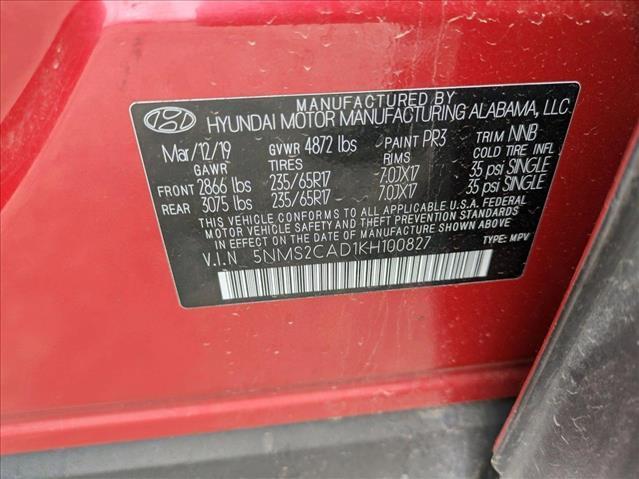 MANUFACTURED BY
HYUNDAI MOTOR MANUFACTURING ALABAMA, LLC.
Mar/12/19 GVWR 4872 lbs PAINT PR3 TRIM NNB
GAWR TIRES RIMS COLD TIRE INFL
FRONT 2866 lbs 235/65R17 7.0JX17 35 psi SINGLE
REAR 3075 lbs 235/65R17 7.0JX17 35 psi SINGLE
THIS VEHICLE CONFORMS TO ALL APPLICABLE U.S.A. FEDERAL
MOTOR VEHICLE SAFETY AND THEFT PREVENTION STANDARDS
IN EFFECT ON THE DATE OF MANUFACTURE SHOWN ABOVE.
V.I.N 5NMS2CAD1KH100827 TYPE: MPV